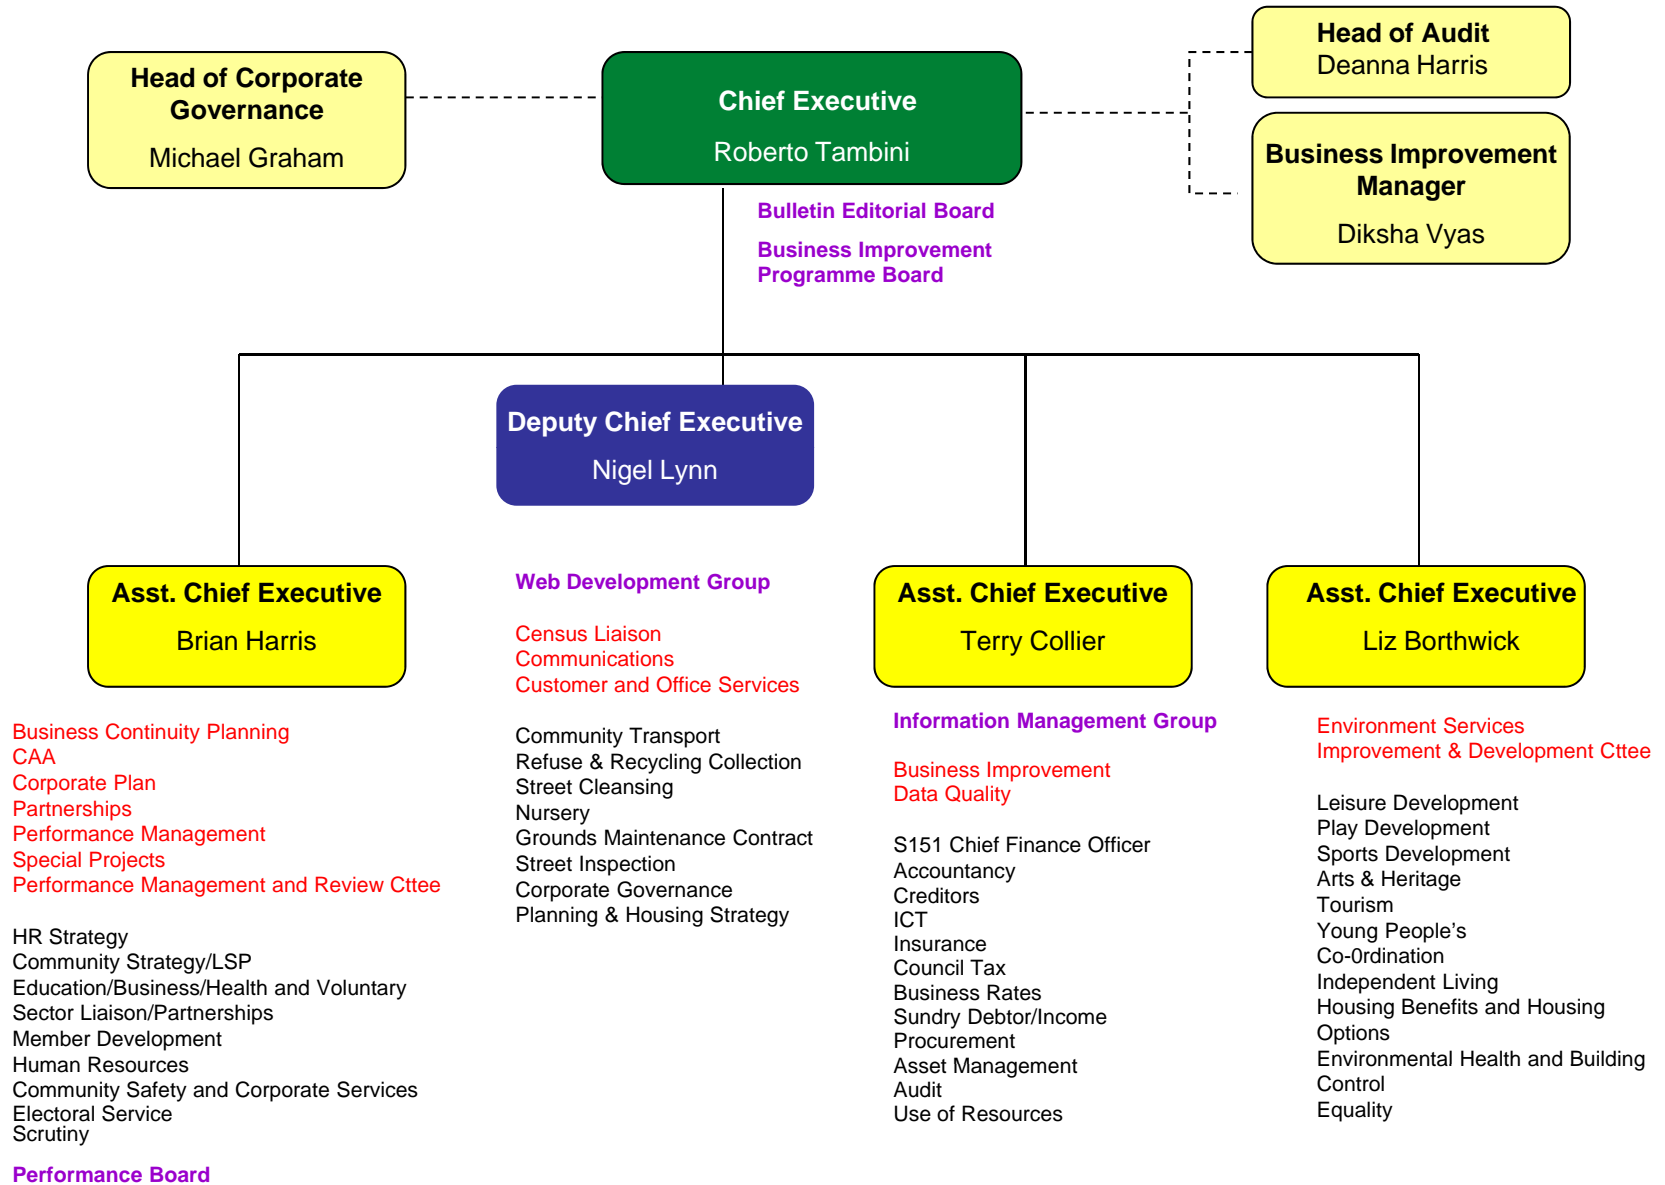 Head of Corporate
Governance
Michael Graham
Chief Executive
Roberto Tambini
Head of Audit
Deanna Harris
Business Improvement
Manager
Diksha Vyas
Bulletin Editorial Board
Business Improvement
Programme Board
Deputy Chief Executive
Nigel Lynn
Asst. Chief Executive
Brian Harris
Business Continuity Planning
CAA
Corporate Plan
Partnerships
Performance Management
Special Projects
Performance Management and Review Cttee
HR Strategy
Community Strategy/LSP
Education/Business/Health and Voluntary
Sector Liaison/Partnerships
Member Development
Human Resources
Community Safety and Corporate Services
Electoral Service
Scrutiny
Performance Board
Web Development Group
Census Liaison
Communications
Customer and Office Services
Community Transport
Refuse & Recycling Collection
Street Cleansing
Nursery
Grounds Maintenance Contract
Street Inspection
Corporate Governance
Planning & Housing Strategy
Asst. Chief Executive
Terry Collier
Information Management Group
Business Improvement
Data Quality
S151 Chief Finance Officer
Accountancy
Creditors
ICT
Insurance
Council Tax
Business Rates
Sundry Debtor/Income
Procurement
Asset Management
Audit
Use of Resources
Asst. Chief Executive
Liz Borthwick
Environment Services
Improvement & Development Cttee
Leisure Development
Play Development
Sports Development
Arts & Heritage
Tourism
Young People’s
Co-0rdination
Independent Living
Housing Benefits and Housing
Options
Environmental Health and Building
Control
Equality